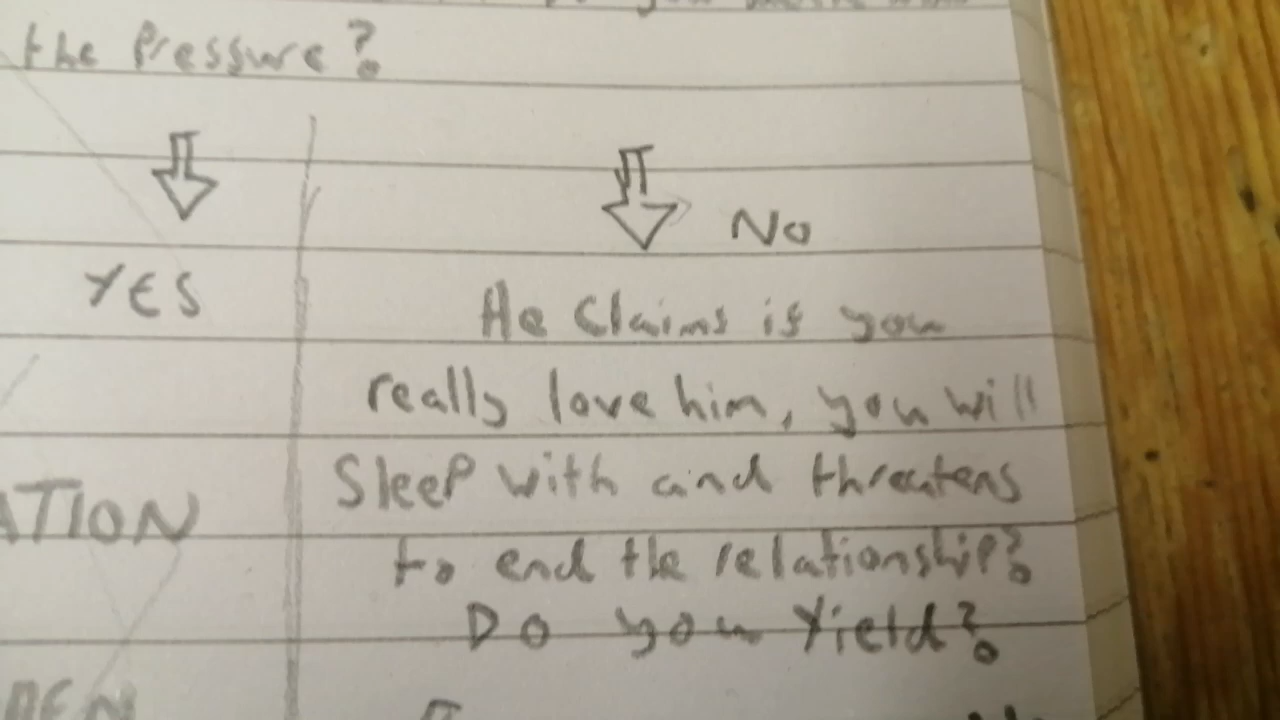 the Pressure?
YES
No
He Claims if you
really love him, you will
Sleep with and threatens
ATION
to end the relationship?
Do you Yield?